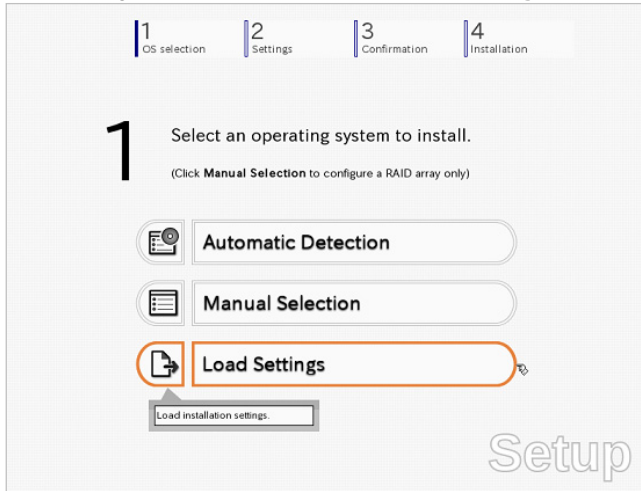 1
OS selection
2
Settings
3
Confirmation
4
Installation
1
Select an operating system to install.
(Click Manual Selection to configure a RAID array only)
Automatic Detection
Manual Selection
Load Settings
Load installation settings.
Setup